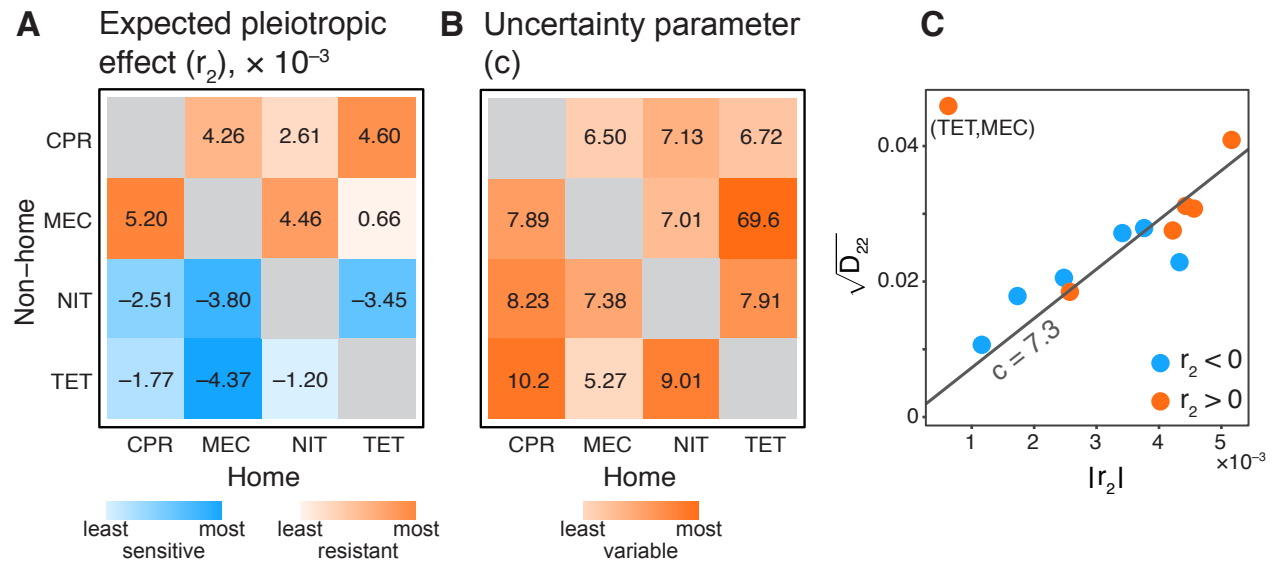 A
Expected pleiotropic
effect (r₂), × 10⁻³
Non−home
CPR
4.26
2.61
4.60
MEC
5.20
4.46
0.66
NIT
−2.51
−3.80
−3.45
TET
−1.77
−4.37
−1.20
CPR
MEC
NIT
TET
Home
least
most
sensitive
least
most
resistant
B
Uncertainty parameter
(c)
6.50
7.13
6.72
7.89
7.01
69.6
8.23
7.38
7.91
10.2
5.27
9.01
CPR
MEC
NIT
TET
Home
least
most
variable
C
√D₂₂
0.04
0.02
0
(TET,MEC)
c = 7.3
r₂ < 0
r₂ > 0
1
2
3
4
5
×10⁻³
|r₂|